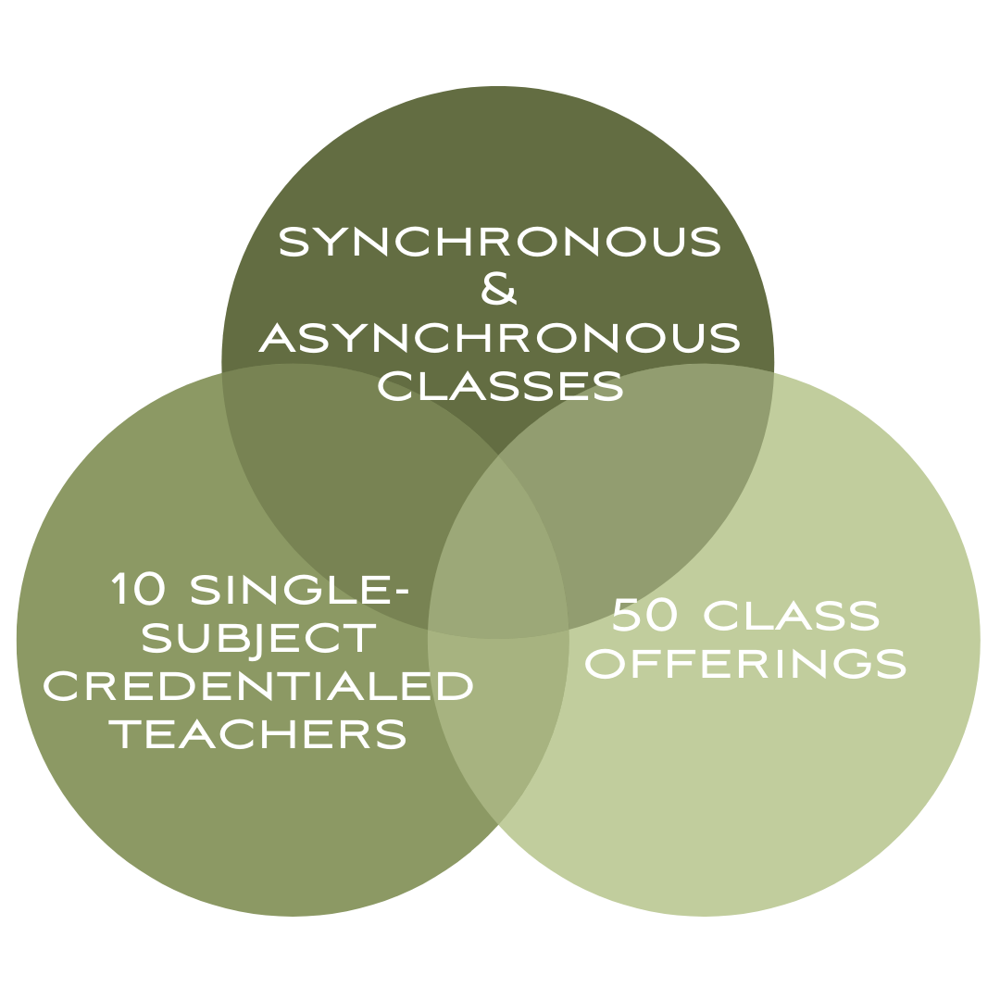 SYNCHRONOUS
&
ASYNCHRONOUS
CLASSES
10 SINGLE-
SUBJECT
CREDENTIALED
TEACHERS
50 CLASS
OFFERINGS